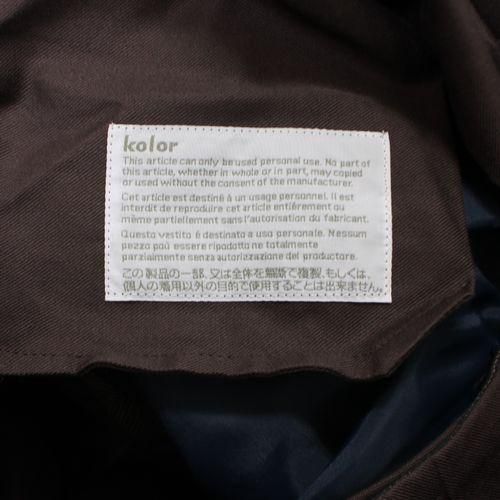 kolor
This article can only be used personal use. No part of
this article, whether in whole or in part, may copied
or used without the consent of the manufacturer.
Cet article est destiné à un usage personnel. Il est
interdit de reproduire cet article entiérement ou
même partiellement sans l'autorisation du fabricant.
Questo vestito é destinato a uso personale. Nessum
pezzo paú essere ripodotto ne totalmente
parzialmente senza autorizzazione del productore.
この製品の一部、又は全体を無断で複製、もしくは、
個人の着用以外の目的で使用することは出来ません。